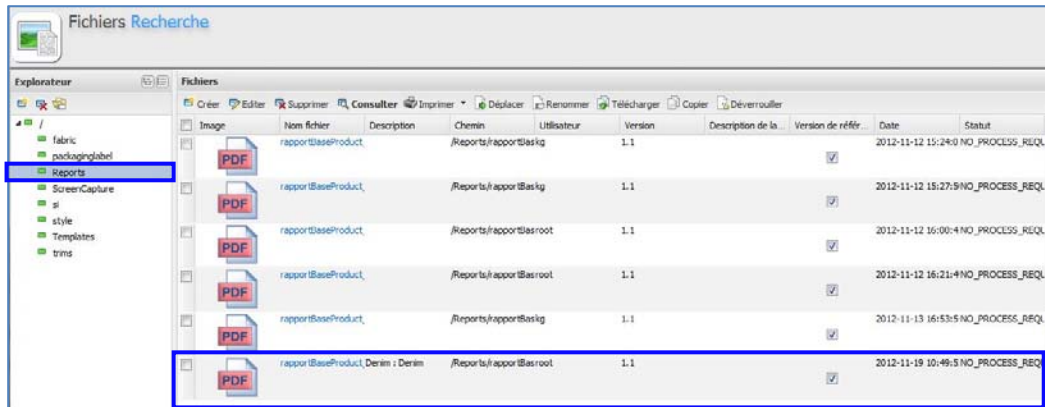 Fichiers Recherche
Explorateur
Fichiers
Créer Editer Supprimer Consulter Imprimer Déplacer Renommer Télécharger Copier Déverrouiller
/
fabric
packaginglabel
Reports
ScreenCapture
sl
style
Templates
trims
Image Nom fichier Description Chemin Utilisateur Version Description de la... Version de référ... Date Statut
PDF rapportBaseProduct_ /Reports/rapportBaskg 1.1 2012-11-12 15:24:0 NO_PROCESS_REQU
PDF rapportBaseProduct_ /Reports/rapportBaskg 1.1 2012-11-12 15:27:5 NO_PROCESS_REQU
PDF rapportBaseProduct_ /Reports/rapportBasroot 1.1 2012-11-12 16:00:4 NO_PROCESS_REQU
PDF rapportBaseProduct_ /Reports/rapportBasroot 1.1 2012-11-12 16:21:4 NO_PROCESS_REQU
PDF rapportBaseProduct_ /Reports/rapportBaskg 1.1 2012-11-13 16:53:5 NO_PROCESS_REQU
PDF rapportBaseProduct_ Denim : Denim /Reports/rapportBasroot 1.1 2012-11-19 10:49:5 NO_PROCESS_REQU